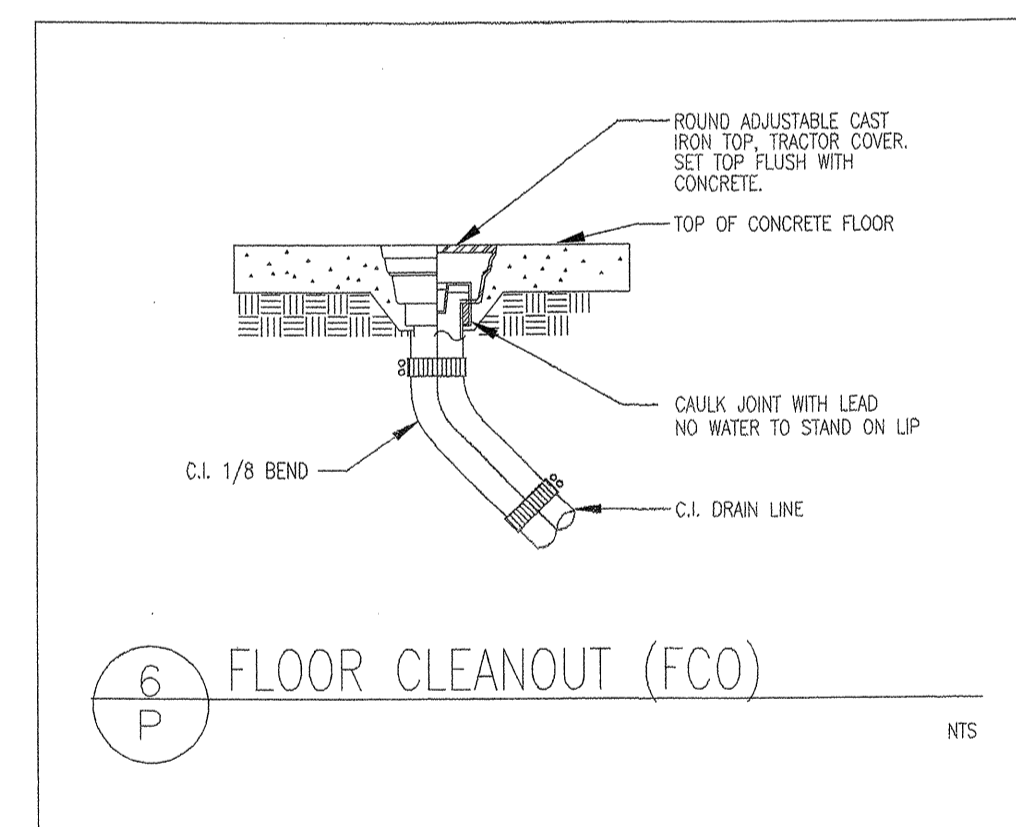 ROUND ADJUSTABLE CAST
IRON TOP, TRACTOR COVER.
SET TOP FLUSH WITH
CONCRETE.
TOP OF CONCRETE FLOOR
CAULK JOINT WITH LEAD
NO WATER TO STAND ON LIP
C.I. 1/8 BEND
C.I. DRAIN LINE
6
P
FLOOR CLEANOUT (FCO)
NTS